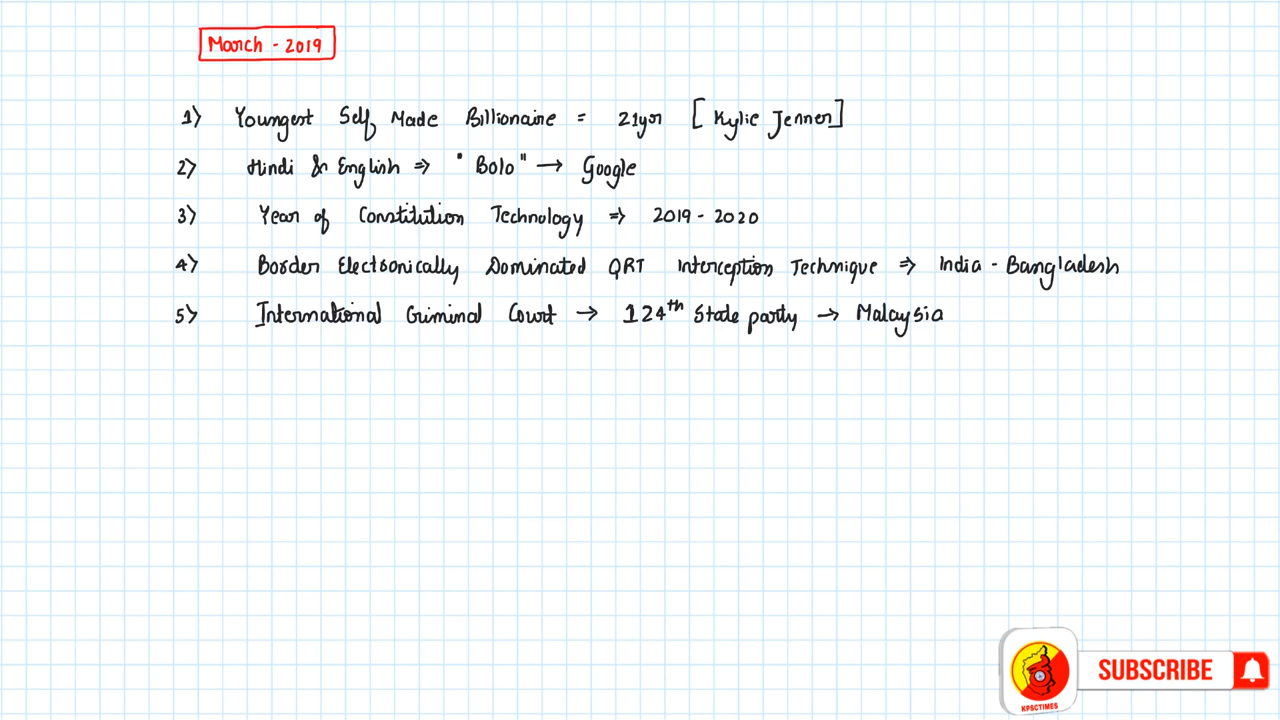 March - 2019
1) Youngest Self Made Billionaire = 21yr [Kylie Jenner]
2) Hindi & English ⇒ "Bolo" → Google
3) Year of Constitution Technology ⇒ 2019 - 2020
4) Border Electronically Dominated QRT Interception Technique ⇒ India - Bangladesh
5) International Criminal Court → 124th State party → Malaysia
SUBSCRIBE
KPSCTIMES